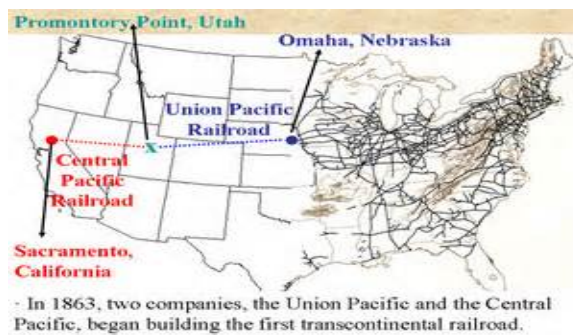 Promontory Point, Utah
Omaha, Nebraska
Union Pacific
Railroad
X
Central
Pacific
Railroad
Sacramento,
California
· In 1863, two companies, the Union Pacific and the Central
Pacific, began building the first transcontinental railroad.